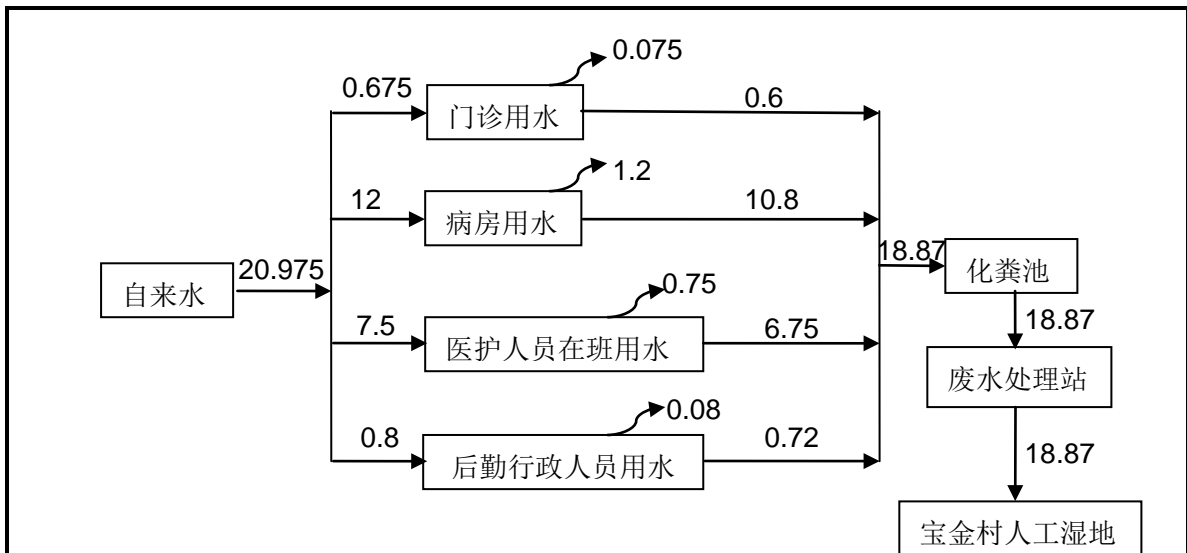 0.075
0.675
门诊用水
0.6
1.2
12
病房用水
10.8
自来水
20.975
0.75
7.5
医护人员在班用水
6.75
0.08
0.8
后勤行政人员用水
0.72
18.87
化粪池
18.87
废水处理站
18.87
宝金村人工湿地